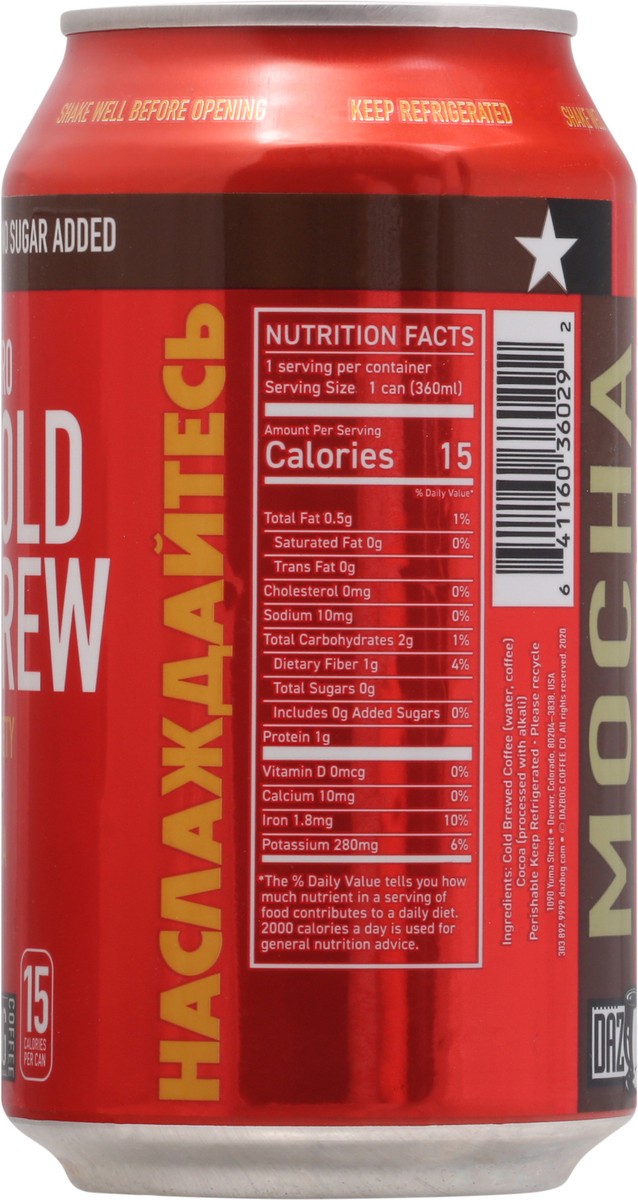 SHAKE WELL BEFORE OPENING
KEEP REFRIGERATED
SHAKE
SUGAR ADDED
OLD
REW
15
CALORIES
PER CAN
COFFEE
НАСЛАЖДАЙТЕСЬ
NUTRITION FACTS
1 serving per container
Serving Size 1 can (360ml)
Amount Per Serving
Calories 15
% Daily Value*
Total Fat 0.5g 1%
Saturated Fat 0g 0%
Trans Fat 0g
Cholesterol 0mg 0%
Sodium 10mg 0%
Total Carbohydrates 2g 1%
Dietary Fiber 1g 4%
Total Sugars 0g
Includes 0g Added Sugars 0%
Protein 1g
Vitamin D 0mcg 0%
Calcium 10mg 0%
Iron 1.8mg 10%
Potassium 280mg 6%
*The % Daily Value tells you how
much nutrient in a serving of
food contributes to a daily diet.
2000 calories a day is used for
general nutrition advice.
6 41160 36029 2
Ingredients: Cold Brewed Coffee (water, coffee)
Cocoa (processed with alkali)
Perishable Keep Refrigerated • Please recycle
1090 Yuma Street • Denver, Colorado, 80204-3838, USA
303.892.9999 dazbog.com • © DAZBOG COFFEE CO. All rights reserved. 2020
MOCHA
DAZ